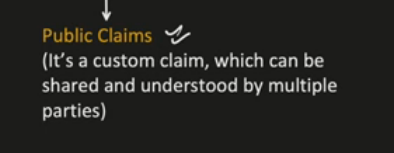 Public Claims
(It's a custom claim, which can be
shared and understood by multiple
parties)